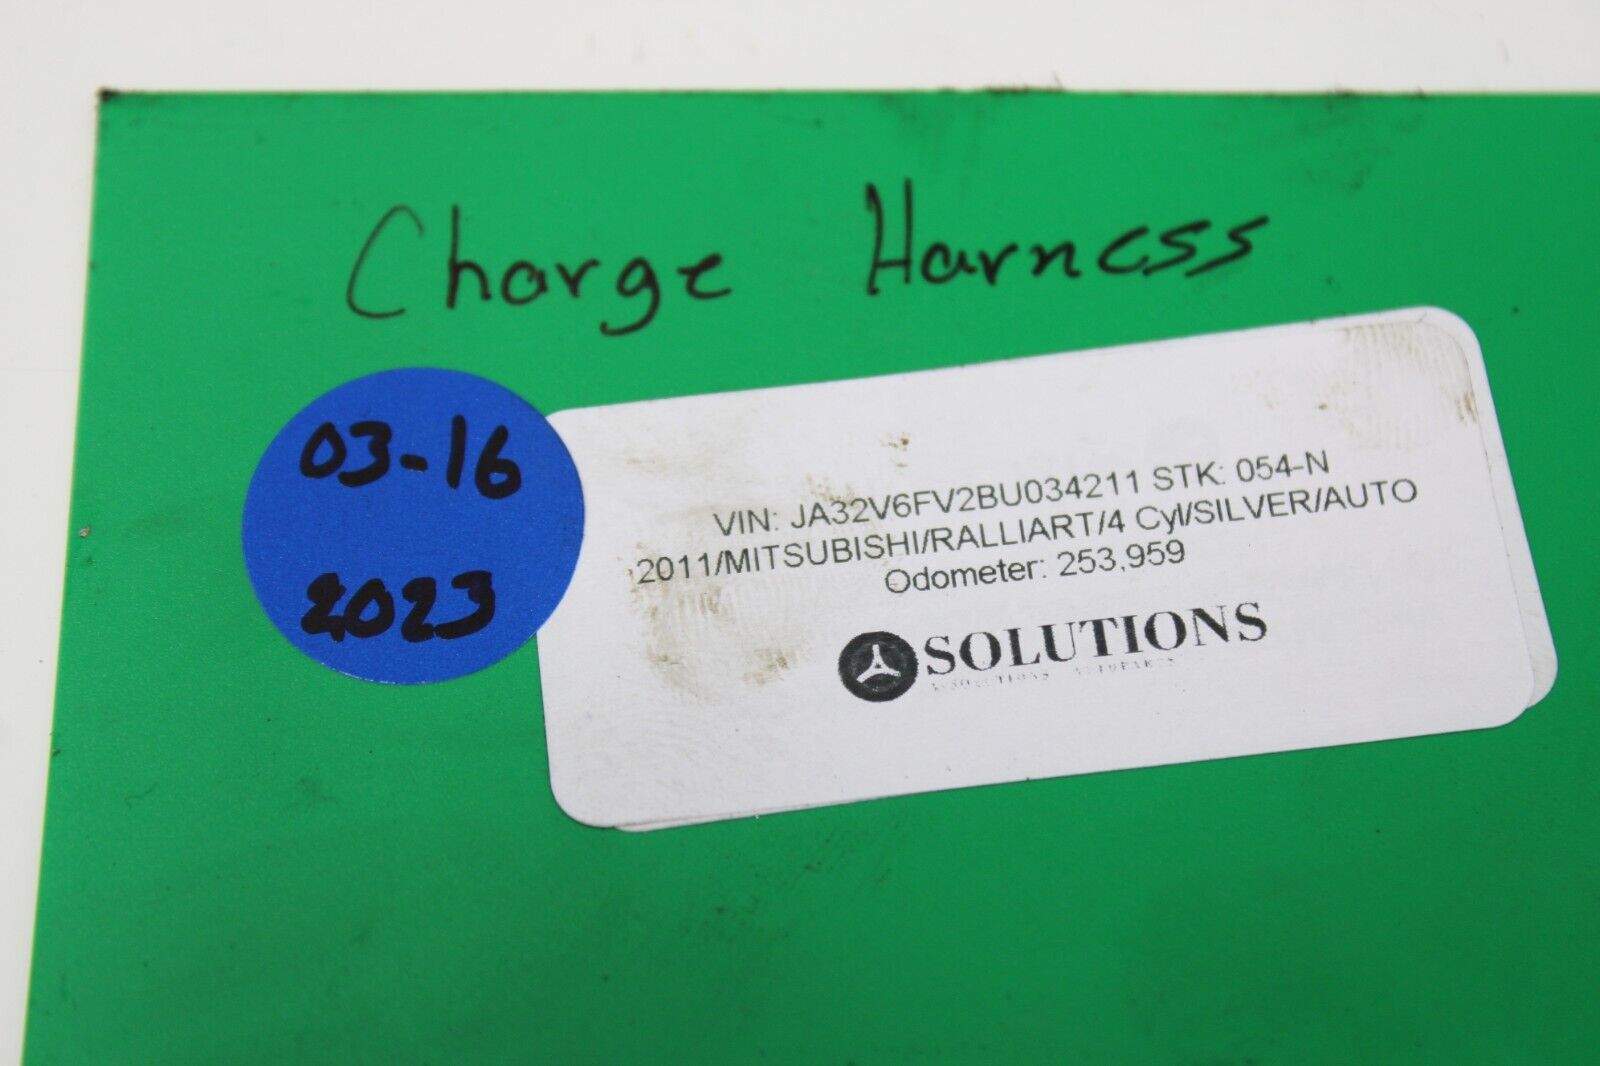 Charge Harness
03-16
2023
VIN: JA32V6FV2BU034211 STK: 054-N
2011/MITSUBISHI/RALLIART/4 Cyl/SILVER/AUTO
Odometer: 253,959
SOLUTIONS